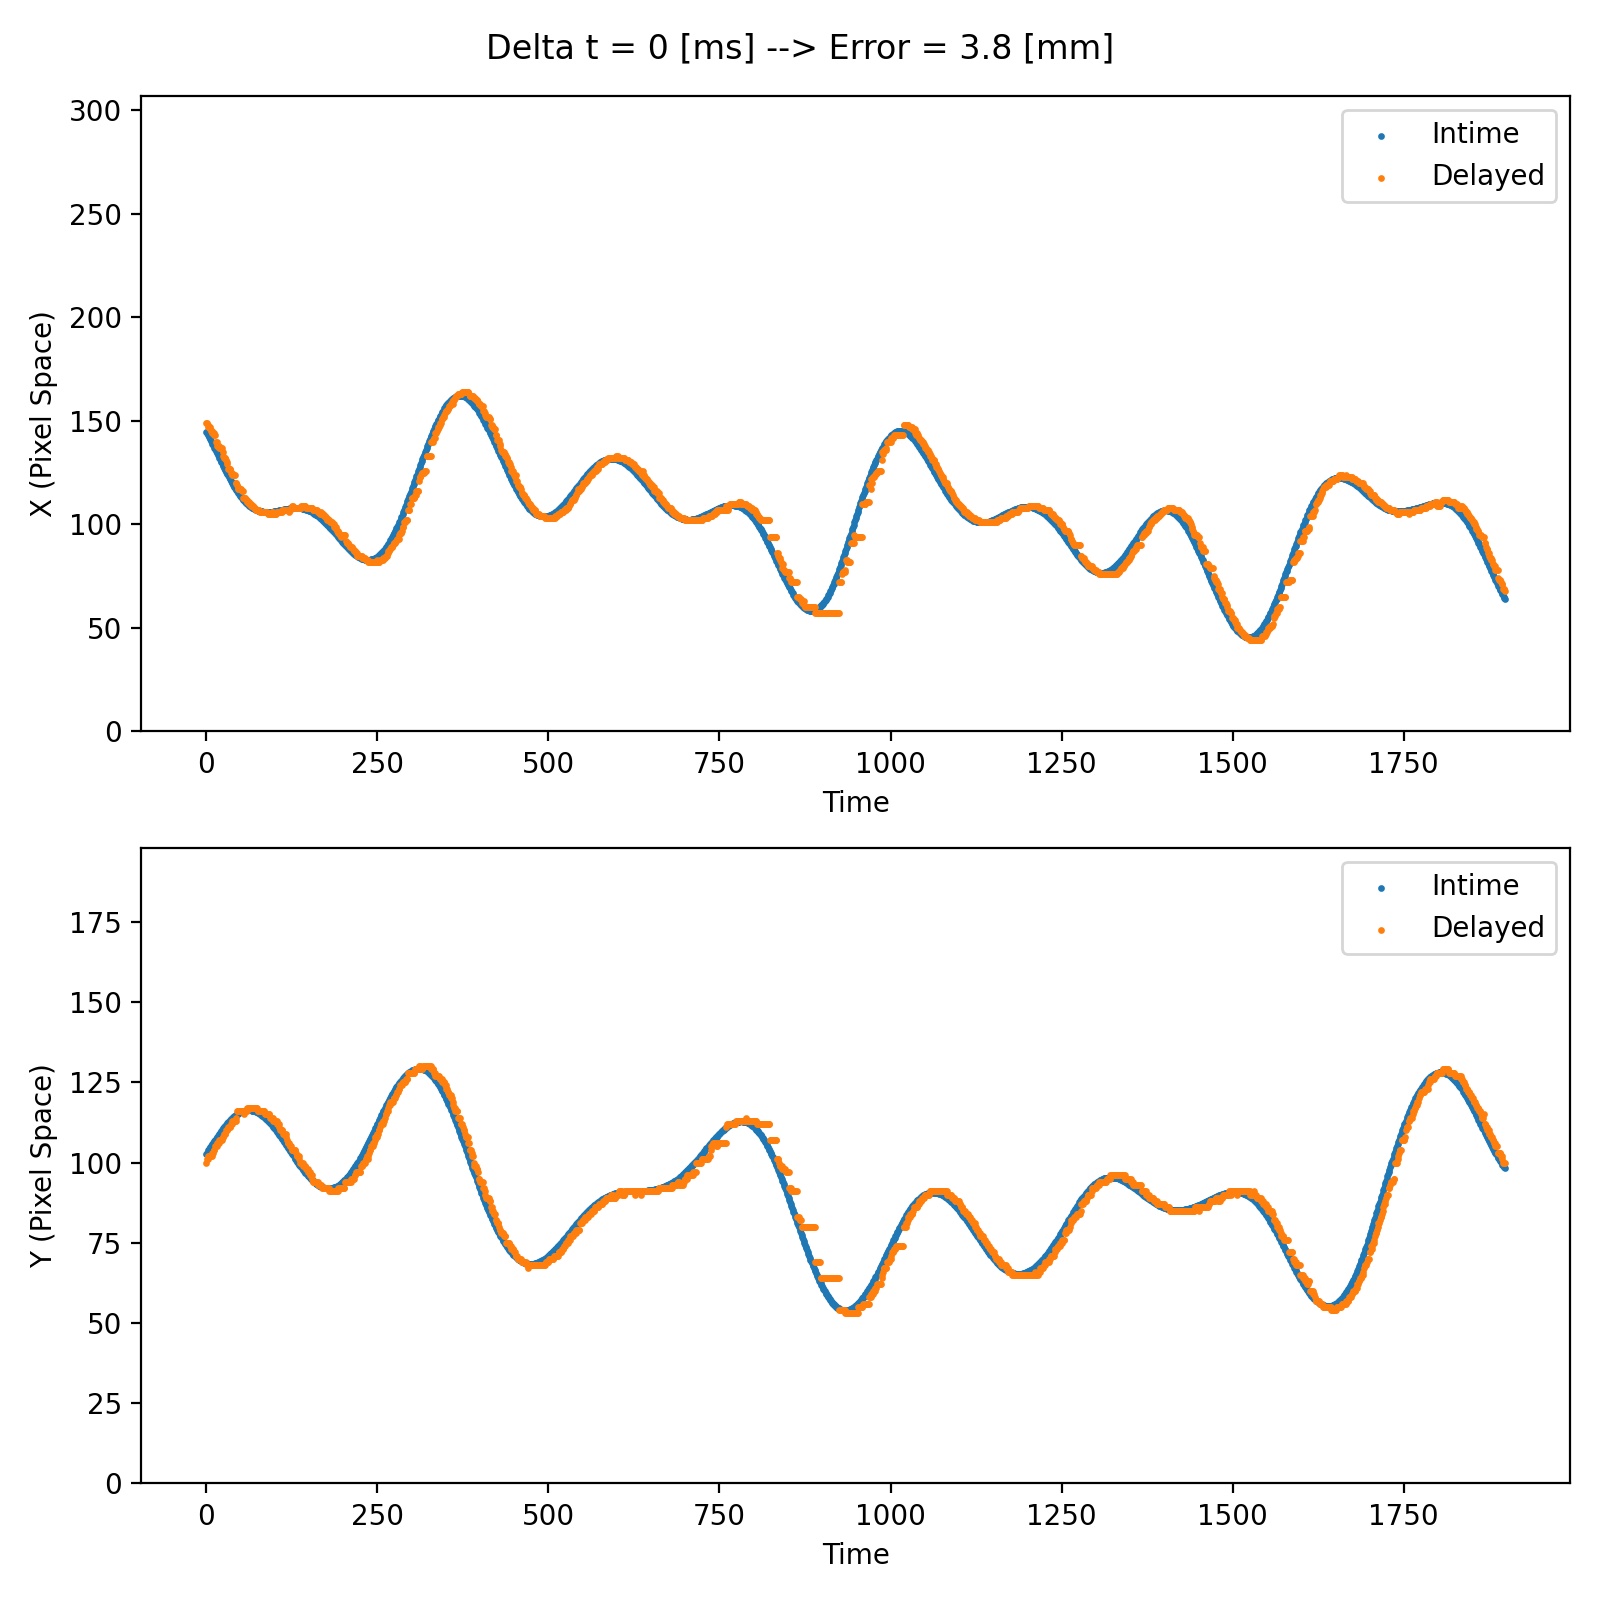 Delta t = 0 [ms] --> Error = 3.8 [mm]
300
250
200
150
100
50
0
X (Pixel Space)
Intime
Delayed
0 250 500 750 1000 1250 1500 1750
Time
175
150
125
100
75
50
25
0
Y (Pixel Space)
Intime
Delayed
0 250 500 750 1000 1250 1500 1750
Time